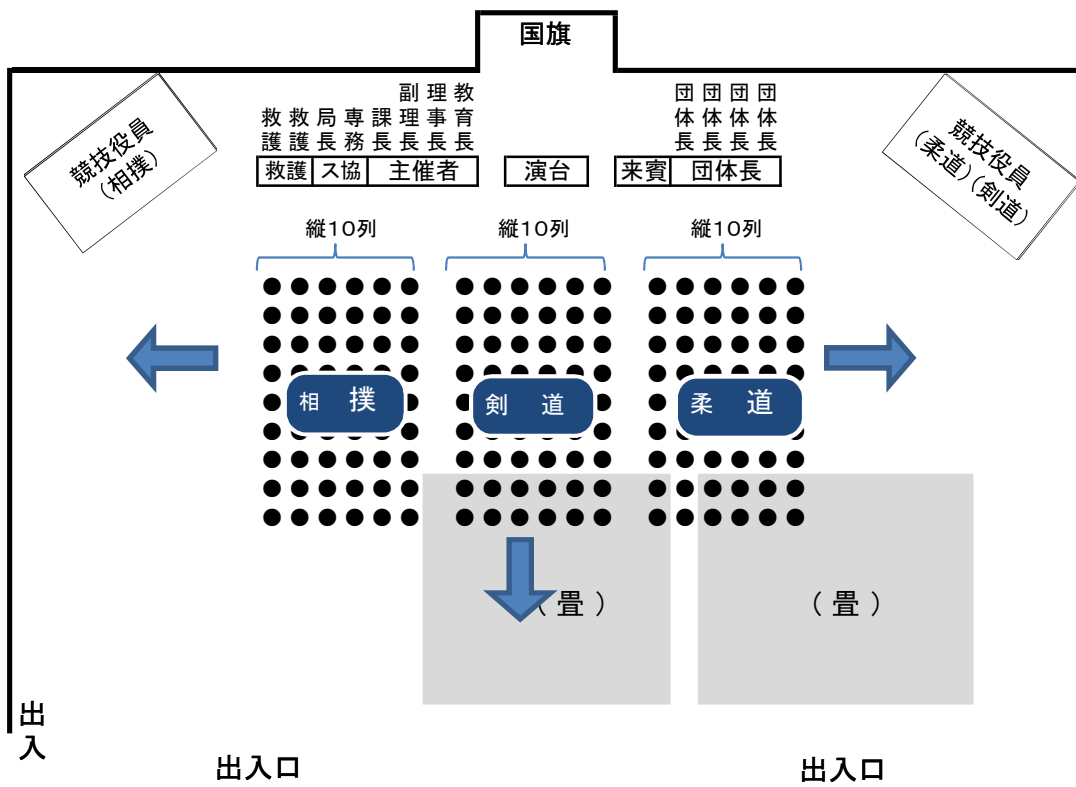 国旗
競技役員
(相撲)
救護
救護
局長
専務
課長
副理長
理事長
教育長
団体長
団体長
団体長
団体長
競技役員
(柔道)(剣道)
救護
ス協
主催者
演台
来賓
団体長
縦10列
縦10列
縦10列
相 撲
剣 道
柔 道
(畳)
(畳)
出入
出入口
出入口